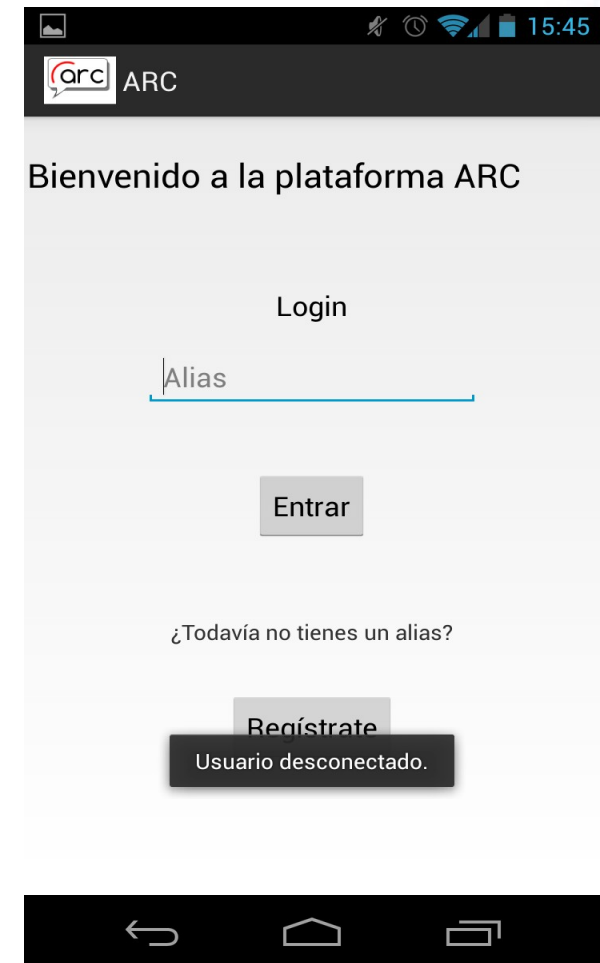 15:45
arc ARC
Bienvenido a la plataforma ARC
Login
Alias
Entrar
¿Todavía no tienes un alias?
Regístrate
Usuario desconectado.